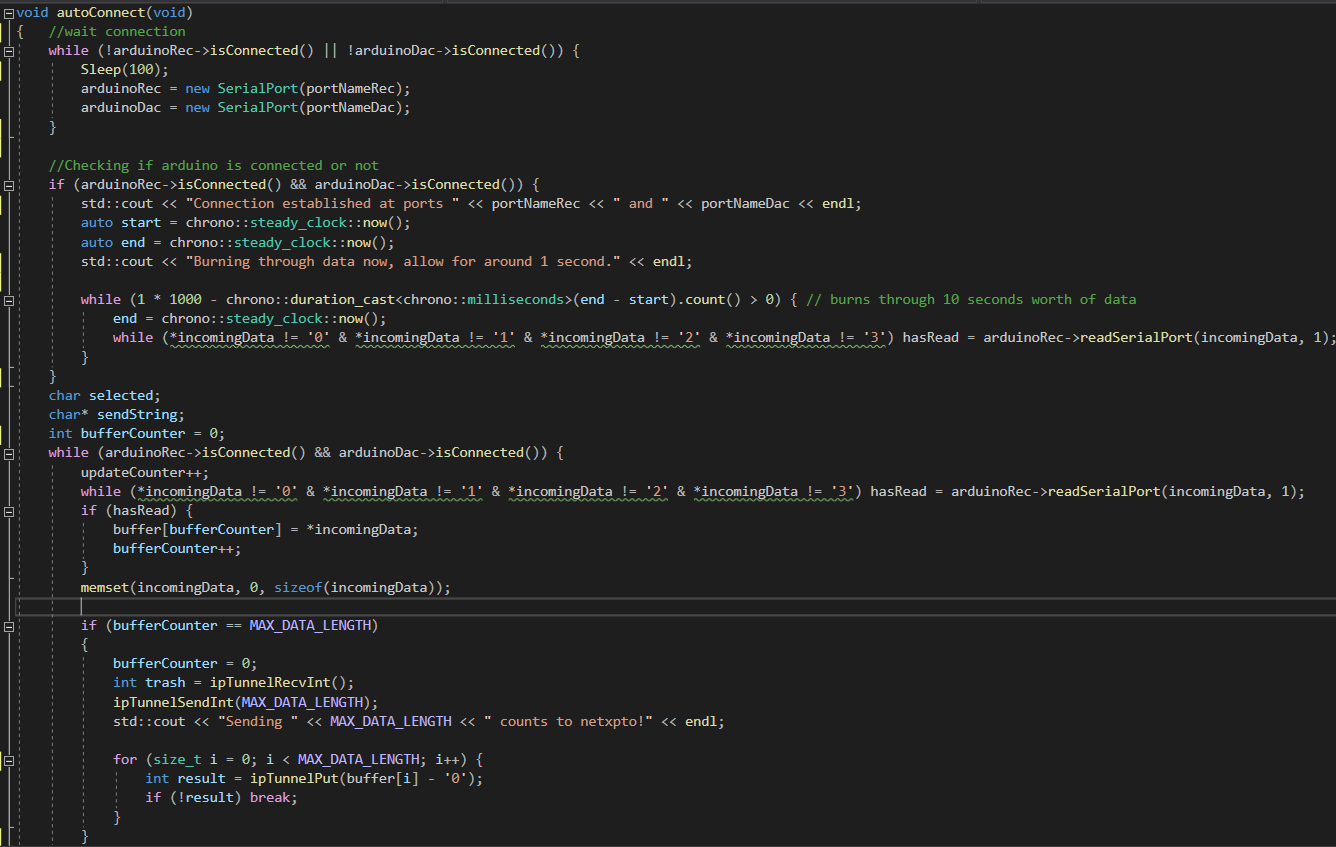 void autoConnect(void)
{   //wait connection
    while (!arduinoRec->isConnected() || !arduinoDac->isConnected()) {
        Sleep(100);
        arduinoRec = new SerialPort(portNameRec);
        arduinoDac = new SerialPort(portNameDac);
    }
    //Checking if arduino is connected or not
    if (arduinoRec->isConnected() && arduinoDac->isConnected()) {
        std::cout << "Connection established at ports " << portNameRec << " and " << portNameDac << endl;
        auto start = chrono::steady_clock::now();
        auto end = chrono::steady_clock::now();
        std::cout << "Burning through data now, allow for around 1 second." << endl;
        while (1 * 1000 - chrono::duration_cast<chrono::milliseconds>(end - start).count() > 0) { // burns through 10 seconds worth of data
            end = chrono::steady_clock::now();
            while (*incomingData != '0' & *incomingData != '1' & *incomingData != '2' & *incomingData != '3') hasRead = arduinoRec->readSerialPort(incomingData, 1);
        }
    }
    char selected;
    char* sendString;
    int bufferCounter = 0;
    while (arduinoRec->isConnected() && arduinoDac->isConnected()) {
        updateCounter++;
        while (*incomingData != '0' & *incomingData != '1' & *incomingData != '2' & *incomingData != '3') hasRead = arduinoRec->readSerialPort(incomingData, 1);
        if (hasRead) {
            buffer[bufferCounter] = *incomingData;
            bufferCounter++;
        }
        memset(incomingData, 0, sizeof(incomingData));
        if (bufferCounter == MAX_DATA_LENGTH)
        {
            bufferCounter = 0;
            int trash = ipTunnelRecvInt();
            ipTunnelSendInt(MAX_DATA_LENGTH);
            std::cout << "Sending " << MAX_DATA_LENGTH << " counts to netxpto!" << endl;
            for (size_t i = 0; i < MAX_DATA_LENGTH; i++) {
                int result = ipTunnelPut(buffer[i] - '0');
                if (!result) break;
            }
        }